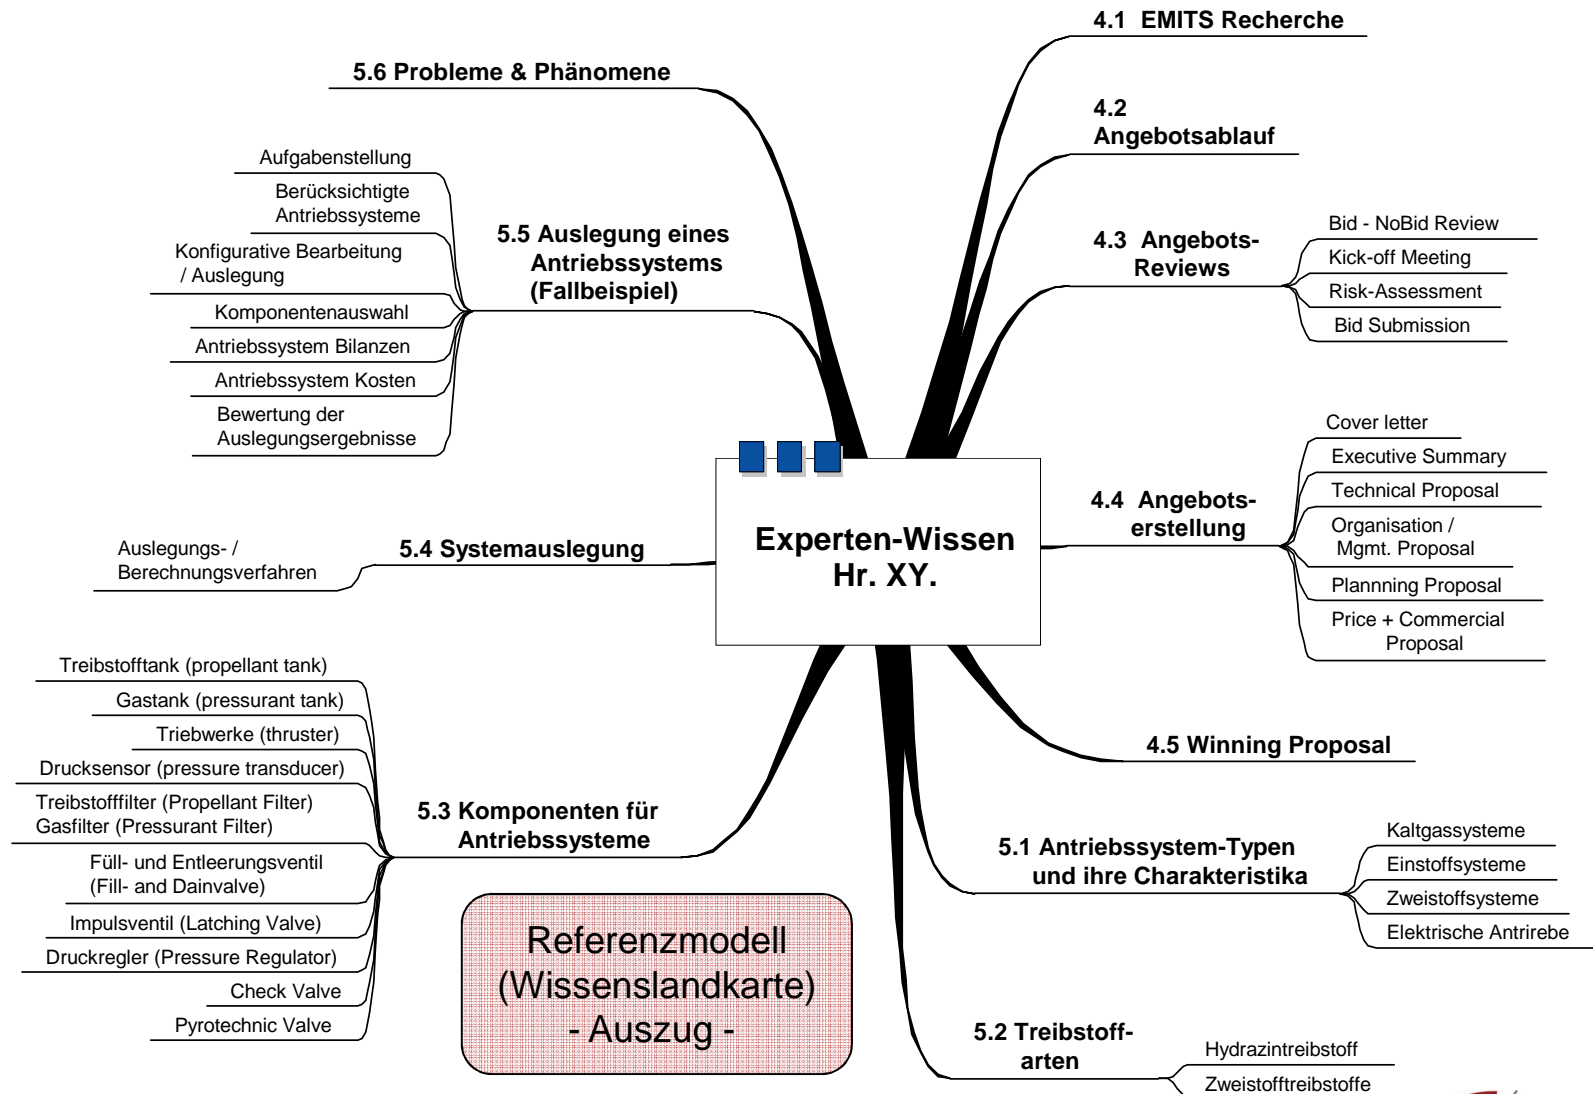 4.1  EMITS Recherche
4.2
Angebotsablauf
4.3  Angebots-
Reviews
Bid - NoBid Review
Kick-off Meeting
Risk-Assessment
Bid Submission
4.4  Angebots-
erstellung
Cover letter
Executive Summary
Technical Proposal
Organisation /
Mgmt. Proposal
Plannning Proposal
Price + Commercial
Proposal
4.5 Winning Proposal
5.1 Antriebssystem-Typen
und ihre Charakteristika
Kaltgassysteme
Einstoffsysteme
Zweistoffsysteme
Elektrische Antrirebe
5.2 Treibstoff-
arten
Hydrazintreibstoff
Zweistofftreibstoffe
5.3 Komponenten für
Antriebssysteme
Treibstofftank (propellant tank)
Gastank (pressurant tank)
Triebwerke (thruster)
Drucksensor (pressure transducer)
Treibstofffilter (Propellant Filter)
Gasfilter (Pressurant Filter)
Füll- und Entleerungsventil
(Fill- and Dainvalve)
Impulsventil (Latching Valve)
Druckregler (Pressure Regulator)
Check Valve
Pyrotechnic Valve
5.4 Systemauslegung
Auslegungs- /
Berechnungsverfahren
5.5 Auslegung eines
Antriebssystems
(Fallbeispiel)
Aufgabenstellung
Berücksichtigte
Antriebssysteme
Konfigurative Bearbeitung
/ Auslegung
Komponentenauswahl
Antriebssystem Bilanzen
Antriebssystem Kosten
Bewertung der
Auslegungsergebnisse
5.6 Probleme & Phänomene
Experten-Wissen
Hr. XY.
Referenzmodell
(Wissenslandkarte)
- Auszug -